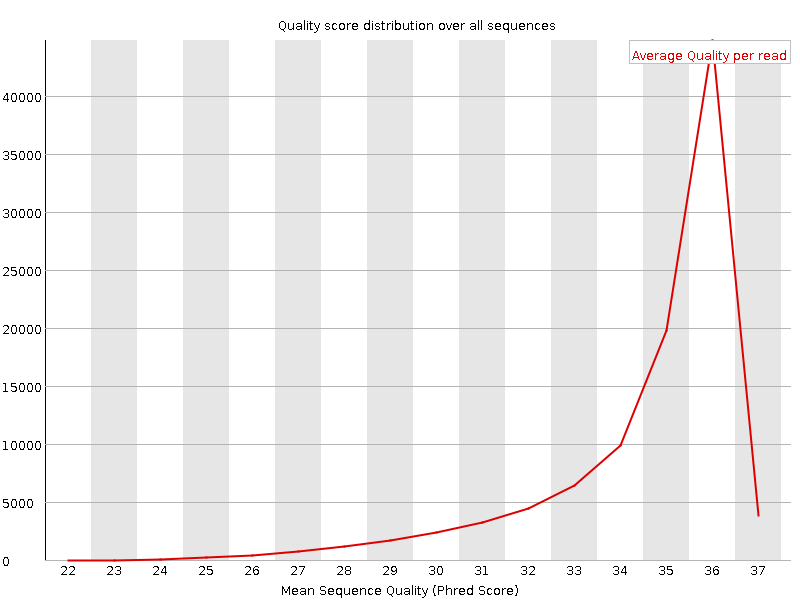 Quality score distribution over all sequences
Average Quality per read
40000
35000
30000
25000
20000
15000
10000
5000
0
22 23 24 25 26 27 28 29 30 31 32 33 34 35 36 37
Mean Sequence Quality (Phred Score)